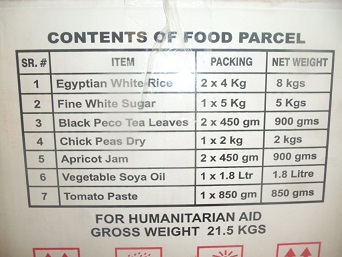 CONTENTS OF FOOD PARCEL
SR. # ITEM PACKING NET WEIGHT
1 Egyptian White Rice 2 x 4 Kg 8 kgs
2 Fine White Sugar 1 x 5 Kg 5 Kgs
3 Black Peco Tea Leaves 2 x 450 gm 900 gms
4 Chick Peas Dry 1 x 2 kg 2 kgs
5 Apricot Jam 2 x 450 gm 900 gms
6 Vegetable Soya Oil 1 x 1.8 Ltr 1.8 Litre
7 Tomato Paste 1 x 850 gm 850 gms
FOR HUMANITARIAN AID
GROSS WEIGHT 21.5 KGS